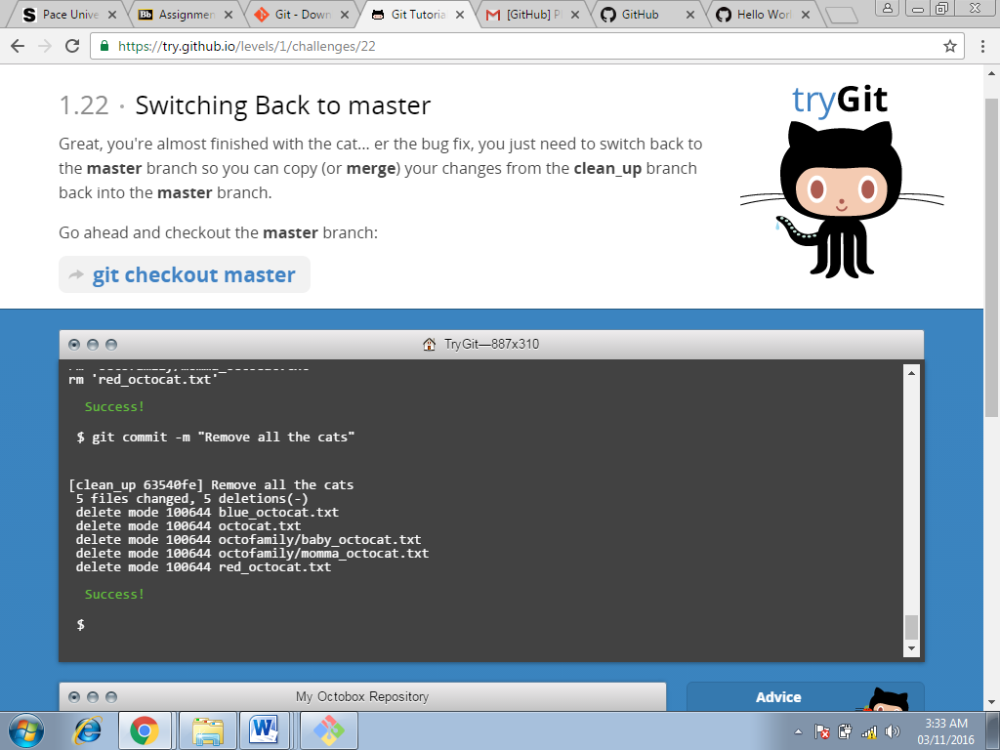 Pace Unive
Assignmen
Git - Down
Git Tutoria
[GitHub] Pl
GitHub
Hello Worl
https://try.github.io/levels/1/challenges/22
1.22 · Switching Back to master
Great, you're almost finished with the cat... er the bug fix, you just need to switch back to
the master branch so you can copy (or merge) your changes from the clean_up branch
back into the master branch.
Go ahead and checkout the master branch:
git checkout master
tryGit
TryGit—887x310
rm 'red_octocat.txt'
Success!
$ git commit -m "Remove all the cats"
[clean_up 63540fe] Remove all the cats
5 files changed, 5 deletions(-)
delete mode 100644 blue_octocat.txt
delete mode 100644 octocat.txt
delete mode 100644 octofamily/baby_octocat.txt
delete mode 100644 octofamily/momma_octocat.txt
delete mode 100644 red_octocat.txt
Success!
$
My Octobox Repository
Advice
3:33 AM
03/11/2016